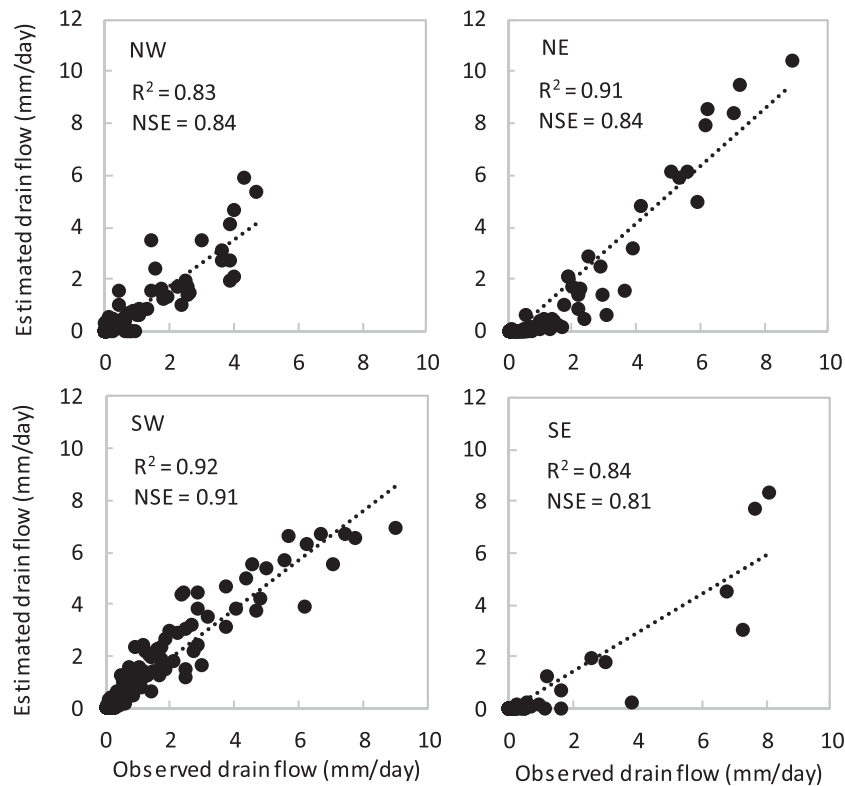 Estimated drain flow (mm/day)
12
10
8
6
4
2
0
NW
R² = 0.83
NSE = 0.84
0 2 4 6 8 10
12
10
8
6
4
2
0
NE
R² = 0.91
NSE = 0.84
0 2 4 6 8 10
Estimated drain flow (mm/day)
12
10
8
6
4
2
0
SW
R² = 0.92
NSE = 0.91
0 2 4 6 8 10
Observed drain flow (mm/day)
12
10
8
6
4
2
0
SE
R² = 0.84
NSE = 0.81
0 2 4 6 8 10
Observed drain flow (mm/day)